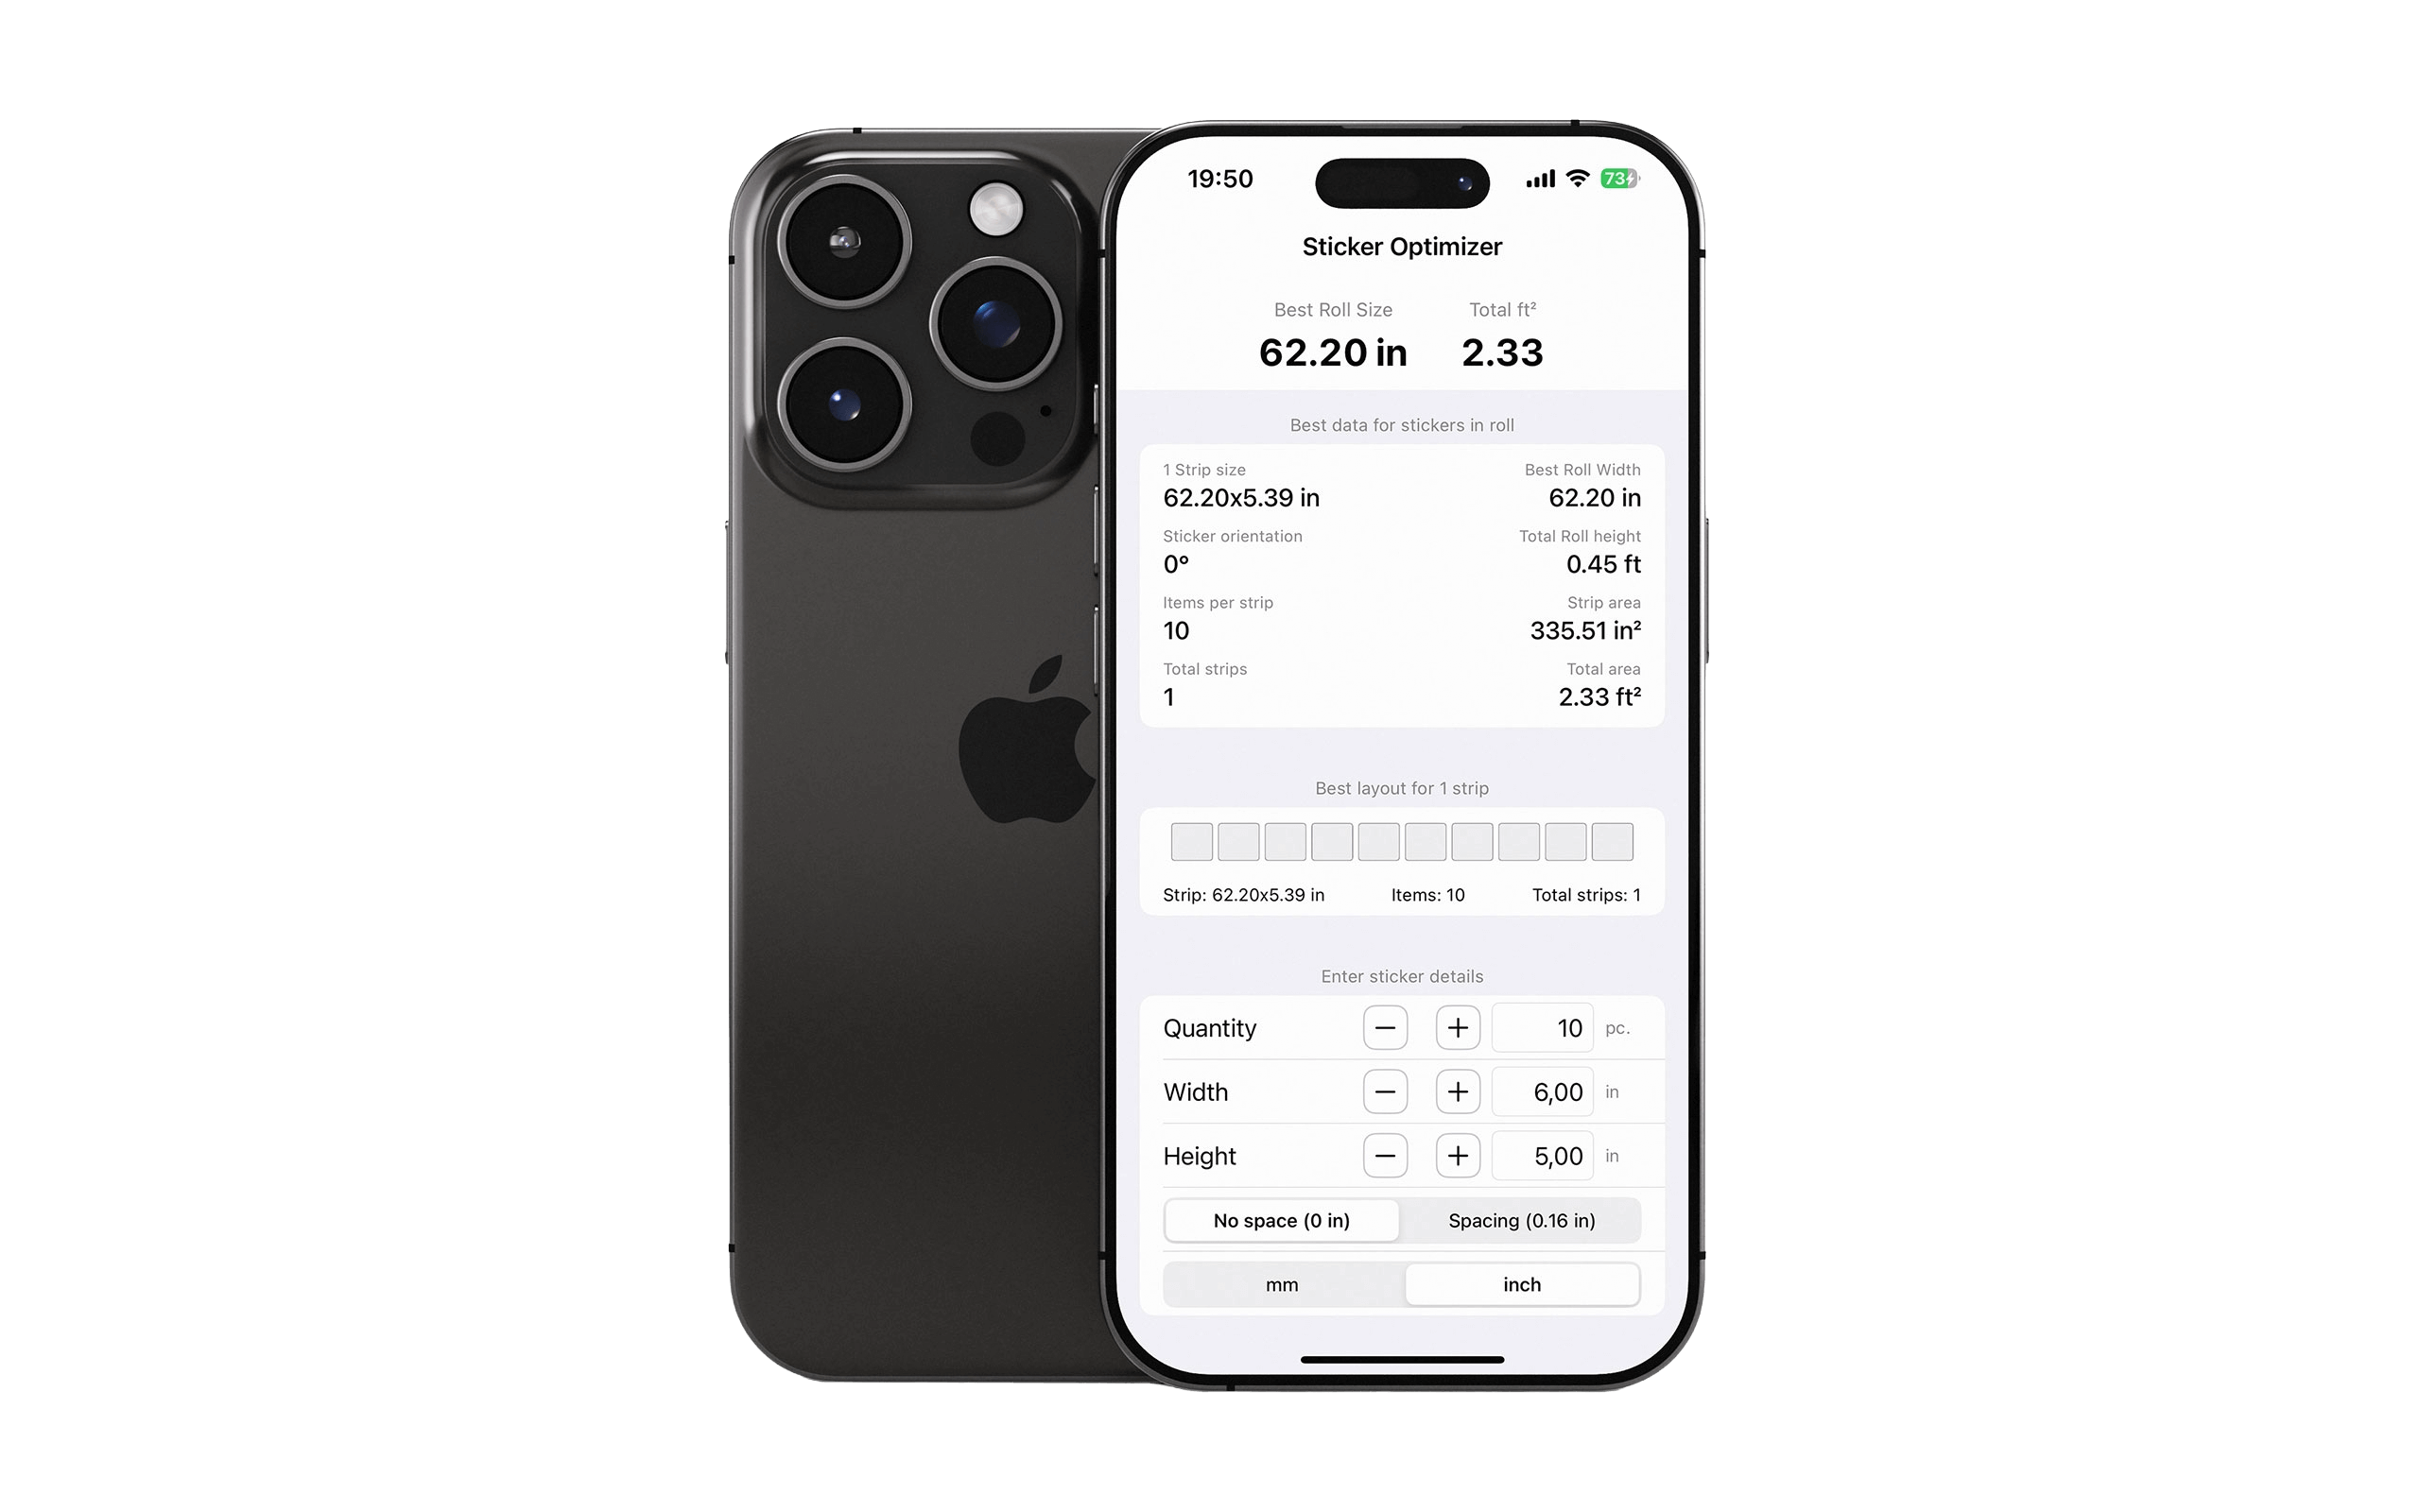 19:50 73
Sticker Optimizer
Best Roll Size Total ft²
62.20 in 2.33
Best data for stickers in roll
1 Strip size Best Roll Width
62.20x5.39 in 62.20 in
Sticker orientation Total Roll height
0° 0.45 ft
Items per strip Strip area
10 335.51 in²
Total strips Total area
1 2.33 ft²
Best layout for 1 strip
Strip: 62.20x5.39 in Items: 10 Total strips: 1
Enter sticker details
Quantity − + 10 pc.
Width − + 6,00 in
Height − + 5,00 in
No space (0 in) Spacing (0.16 in)
mm inch